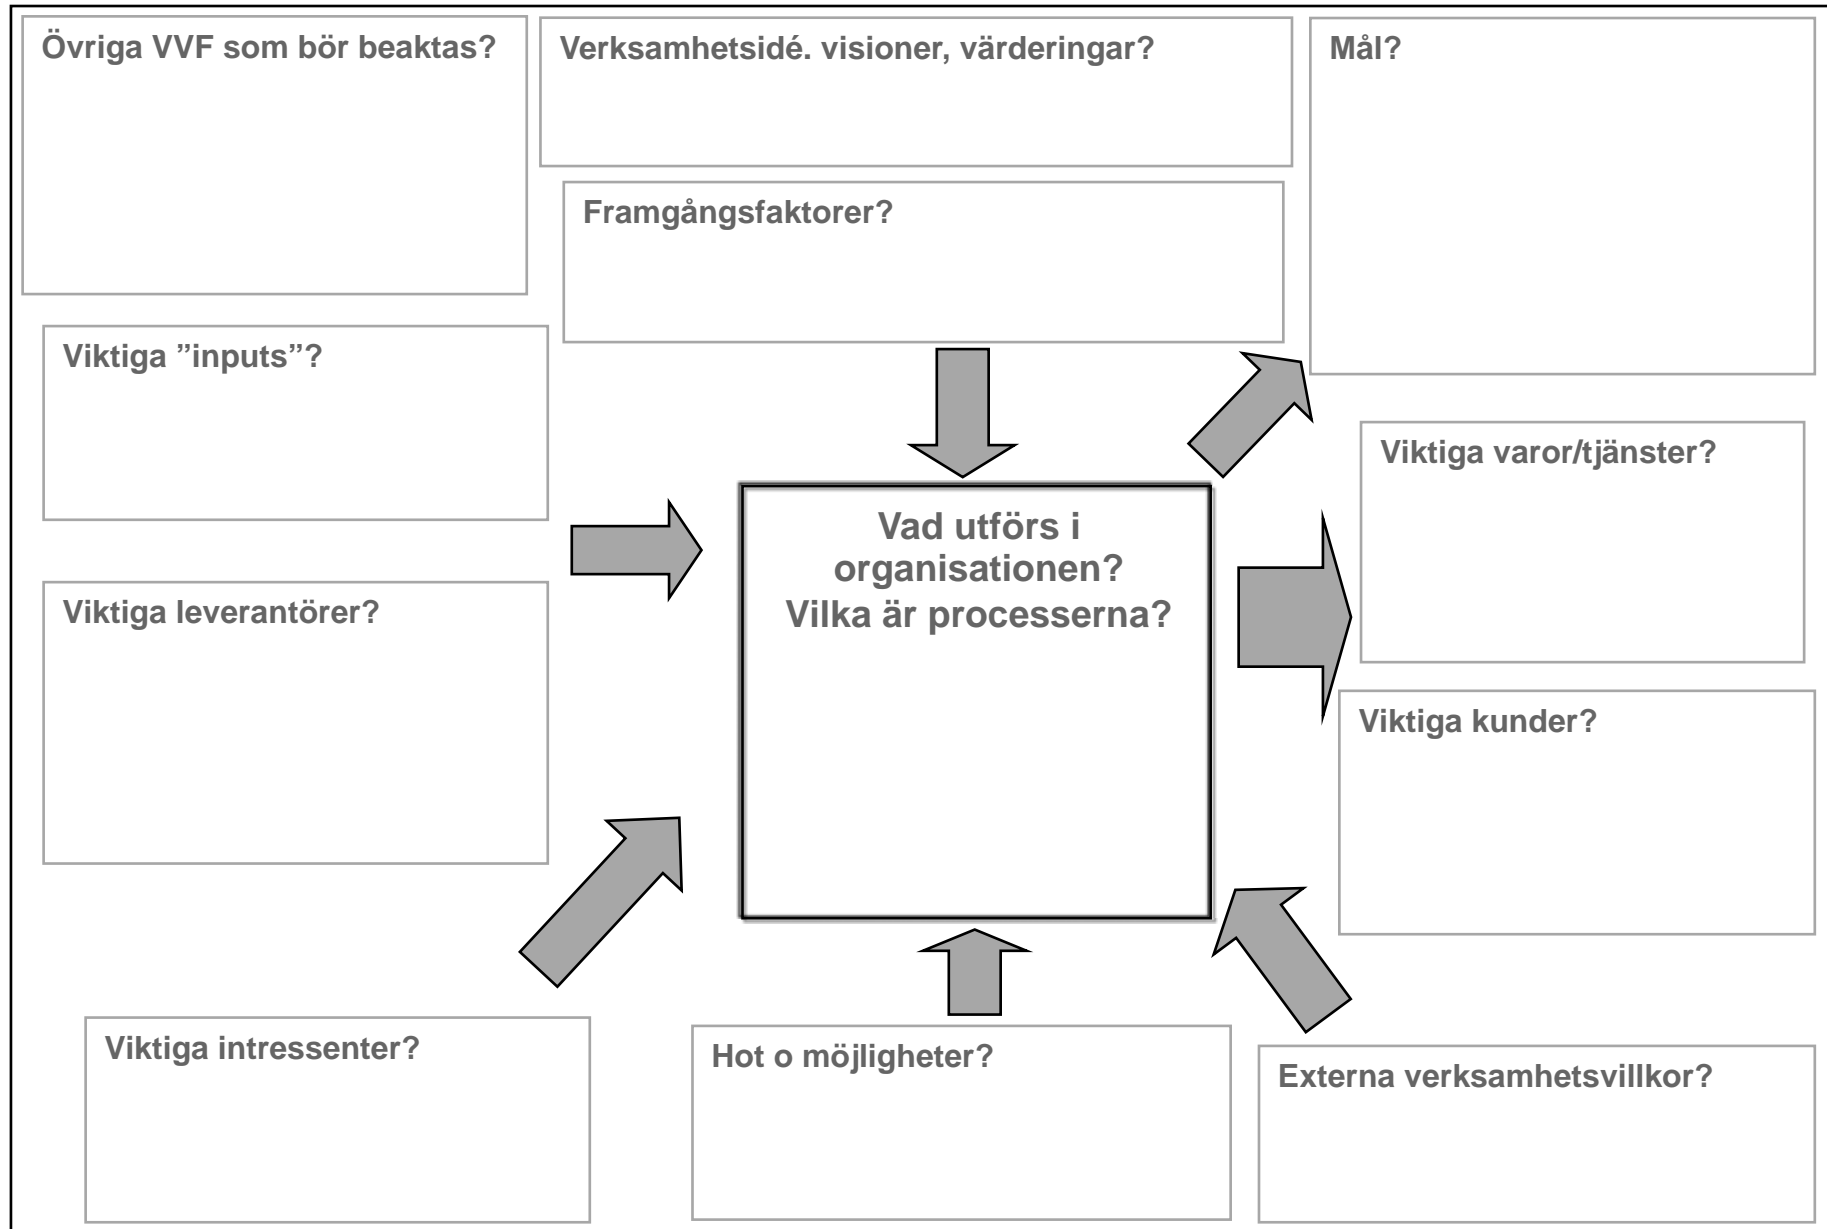 Övriga VVF som bör beaktas?
Verksamhetsidé. visioner, värderingar?
Mål?
Framgångsfaktorer?
Viktiga ”inputs”?
Viktiga varor/tjänster?
Vad utförs i
organisationen?
Vilka är processerna?
Viktiga leverantörer?
Viktiga kunder?
Viktiga intressenter?
Hot o möjligheter?
Externa verksamhetsvillkor?